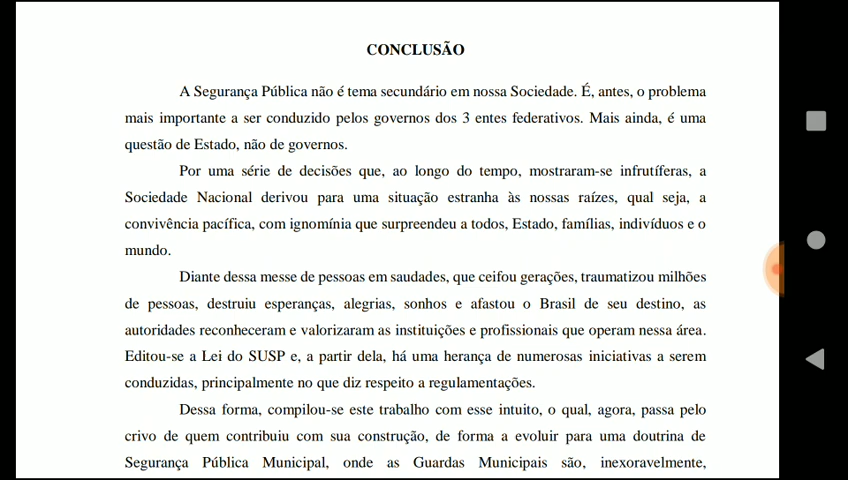 CONCLUSÃO
A Segurança Pública não é tema secundário em nossa Sociedade. É, antes, o problema
mais importante a ser conduzido pelos governos dos 3 entes federativos. Mais ainda, é uma
questão de Estado, não de governos.
Por uma série de decisões que, ao longo do tempo, mostraram-se infrutíferas, a
Sociedade Nacional derivou para uma situação estranha às nossas raízes, qual seja, a
convivência pacífica, com ignomínia que surpreendeu a todos, Estado, famílias, indivíduos e o
mundo.
Diante dessa messe de pessoas em saudades, que ceifou gerações, traumatizou milhões
de pessoas, destruiu esperanças, alegrias, sonhos e afastou o Brasil de seu destino, as
autoridades reconheceram e valorizaram as instituições e profissionais que operam nessa área.
Editou-se a Lei do SUSP e, a partir dela, há uma herança de numerosas iniciativas a serem
conduzidas, principalmente no que diz respeito a regulamentações.
Dessa forma, compilou-se este trabalho com esse intuito, o qual, agora, passa pelo
crivo de quem contribuiu com sua construção, de forma a evoluir para uma doutrina de
Segurança Pública Municipal, onde as Guardas Municipais são, inexoravelmente,